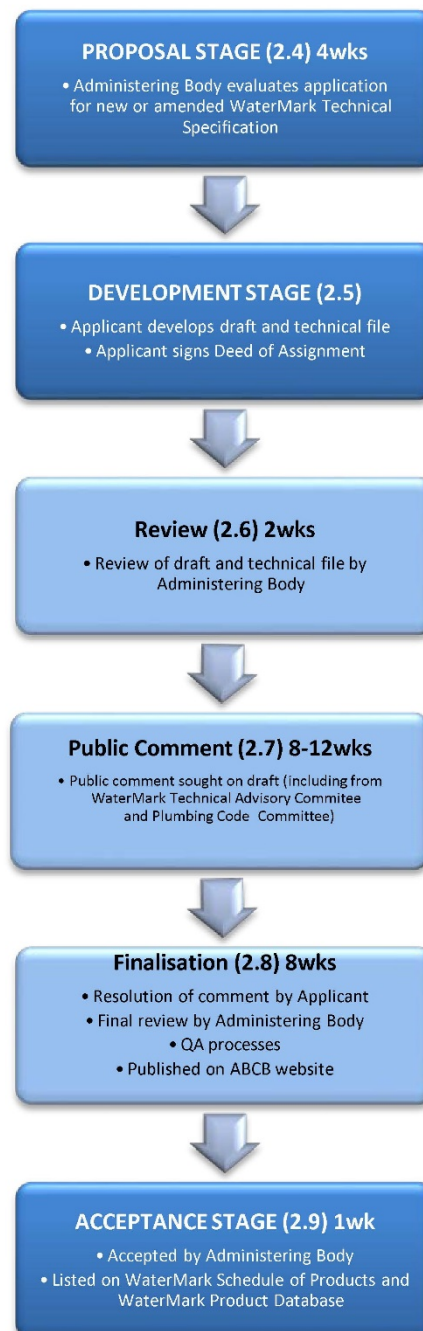 PROPOSAL STAGE (2.4) 4wks
• Administering Body evaluates application
for new or amended WaterMark Technical
Specification
DEVELOPMENT STAGE (2.5)
• Applicant develops draft and technical file
• Applicant signs Deed of Assignment
Review (2.6) 2wks
• Review of draft and technical file by
Administering Body
Public Comment (2.7) 8-12wks
• Public comment sought on draft (including from
WaterMark Technical Advisory Commitee
and Plumbing Code Committee)
Finalisation (2.8) 8wks
• Resolution of comment by Applicant
• Final review by Administering Body
• QA processes
• Published on ABCB website
ACCEPTANCE STAGE (2.9) 1wk
• Accepted by Administering Body
• Listed on WaterMark Schedule of Products and
WaterMark Product Database